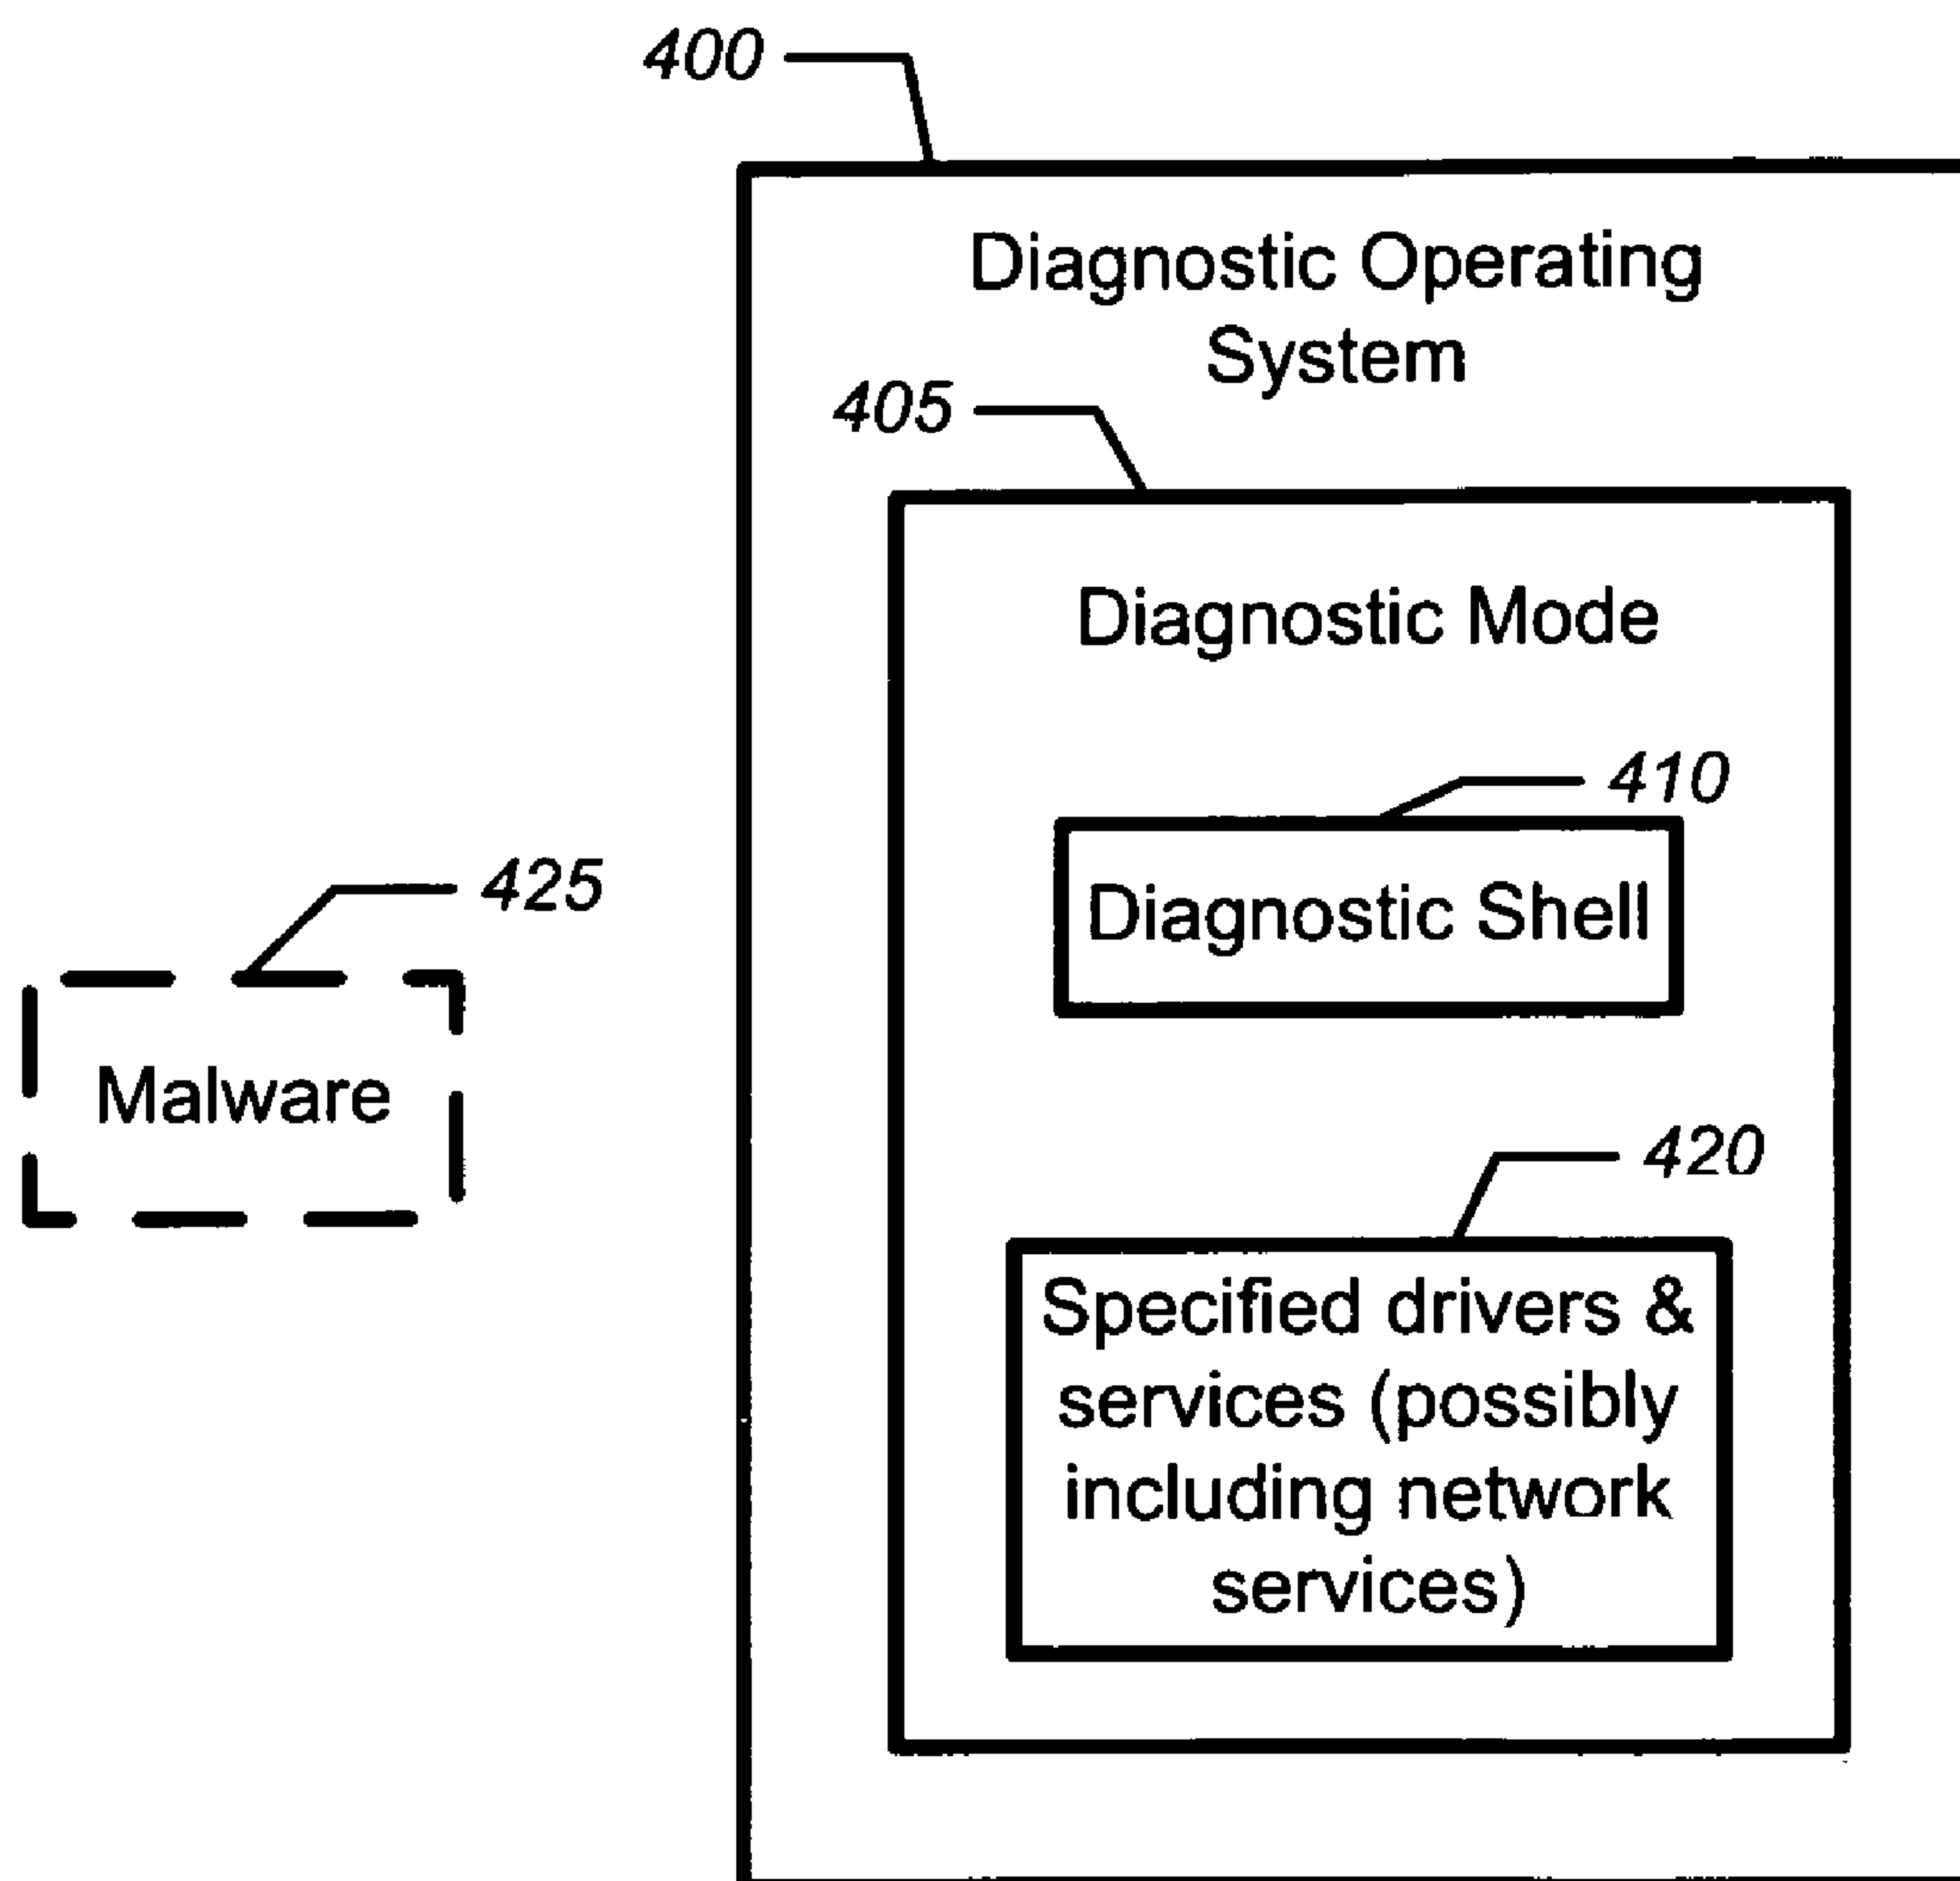 400
Diagnostic Operating
System
405
Diagnostic Mode
410
Diagnostic Shell
425
Malware
420
Specified drivers &
services (possibly
including network
services)